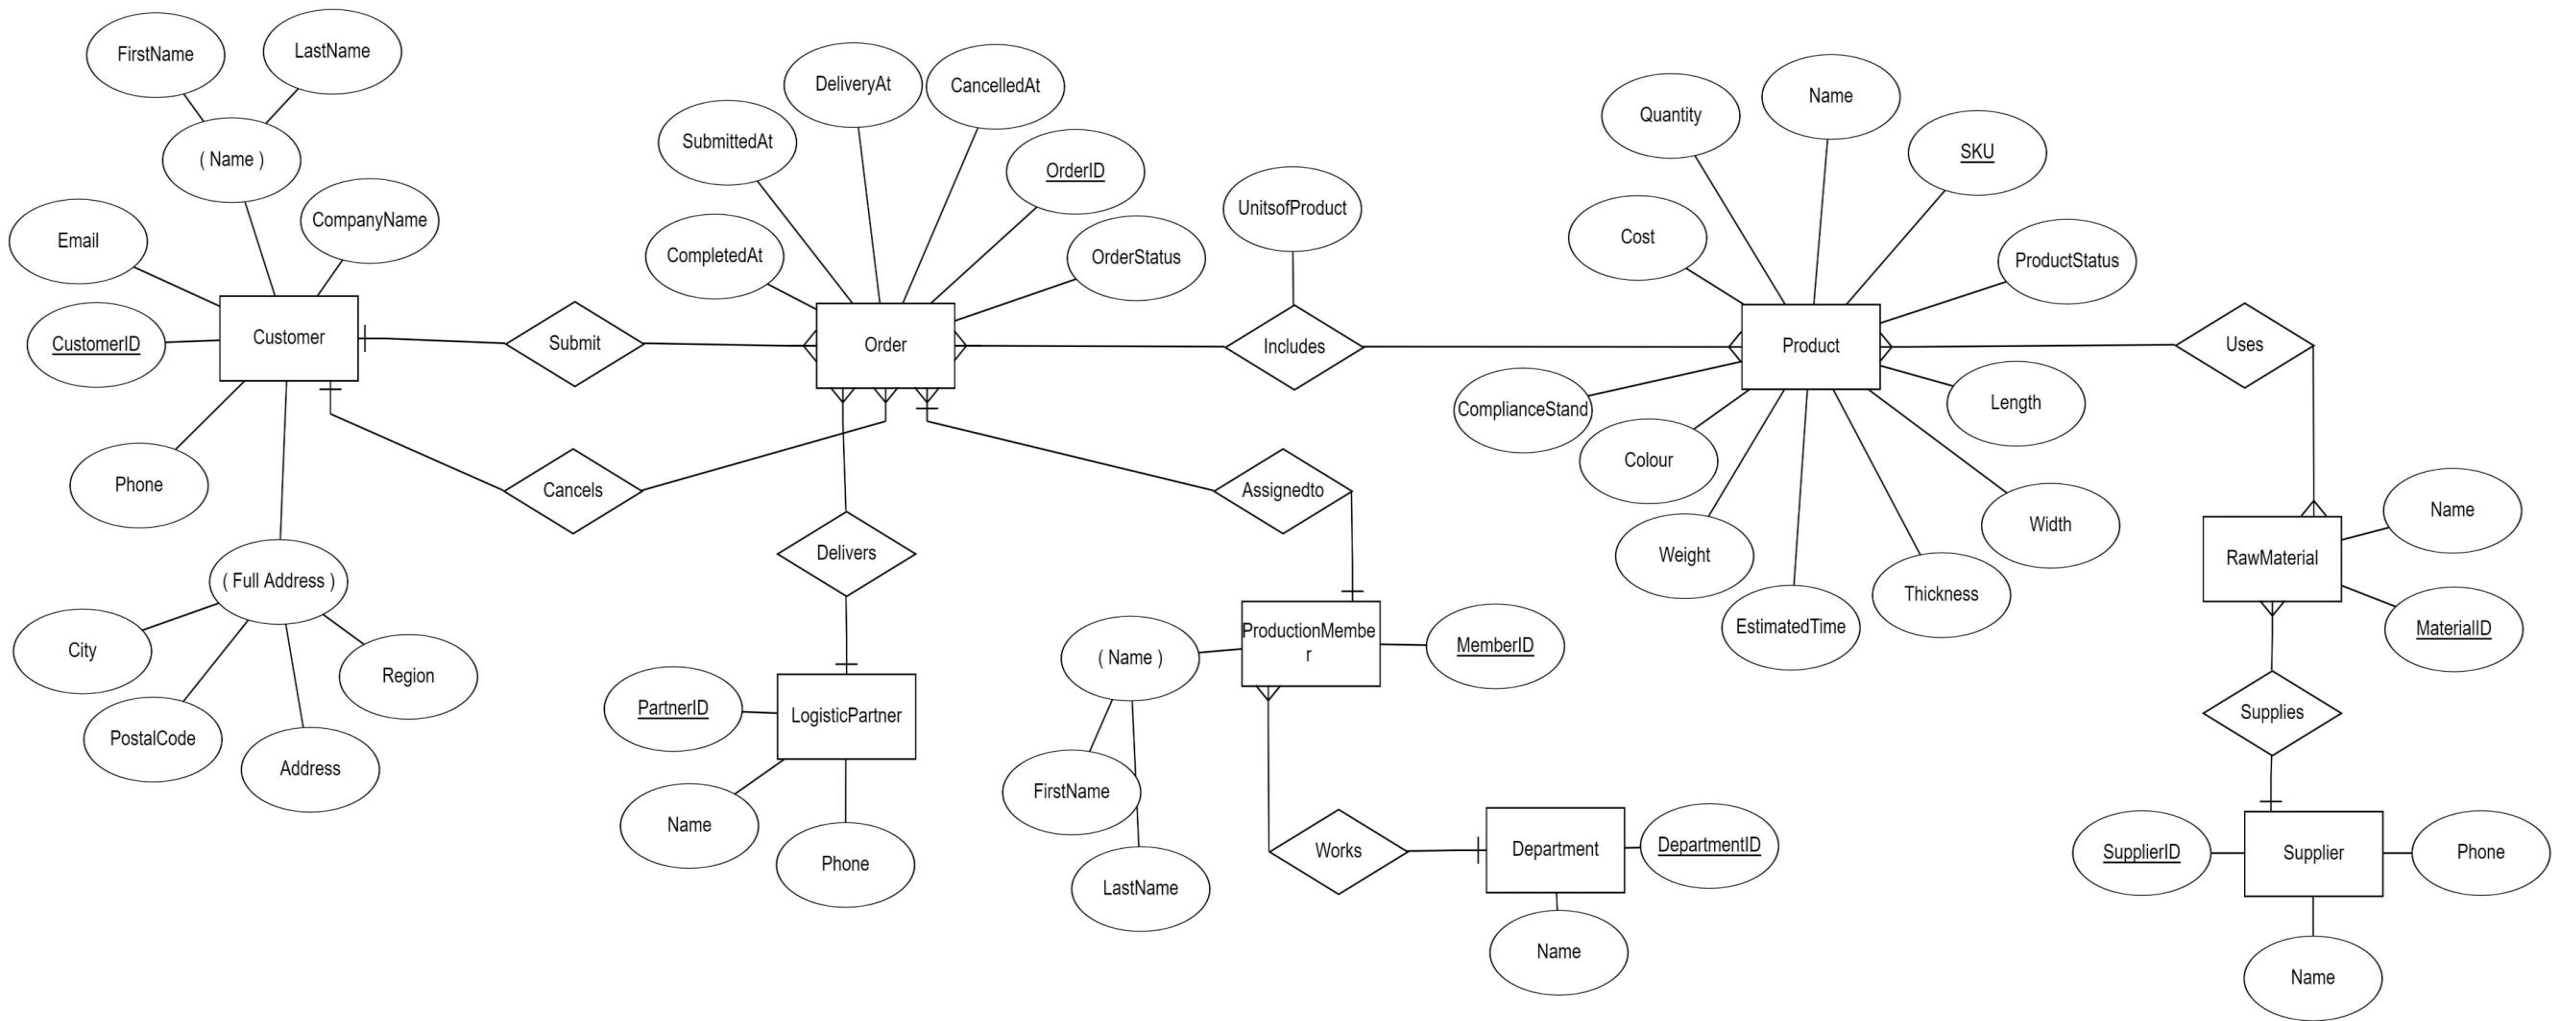 FirstName
LastName
( Name )
Email
CompanyName
CustomerID
Customer
Phone
( Full Address )
City
Region
PostalCode
Address
Submit
Cancels
DeliveryAt
CancelledAt
SubmittedAt
OrderID
CompletedAt
OrderStatus
Order
Delivers
PartnerID
LogisticPartner
Name
Phone
UnitsofProduct
Includes
Assignedto
ProductionMembe
r
( Name )
MemberID
FirstName
LastName
Works
Department
DepartmentID
Name
Quantity
Name
SKU
Cost
ProductStatus
Product
ComplianceStand
Length
Colour
Width
Weight
Thickness
EstimatedTime
Uses
Name
RawMaterial
MaterialID
Supplies
SupplierID
Supplier
Phone
Name